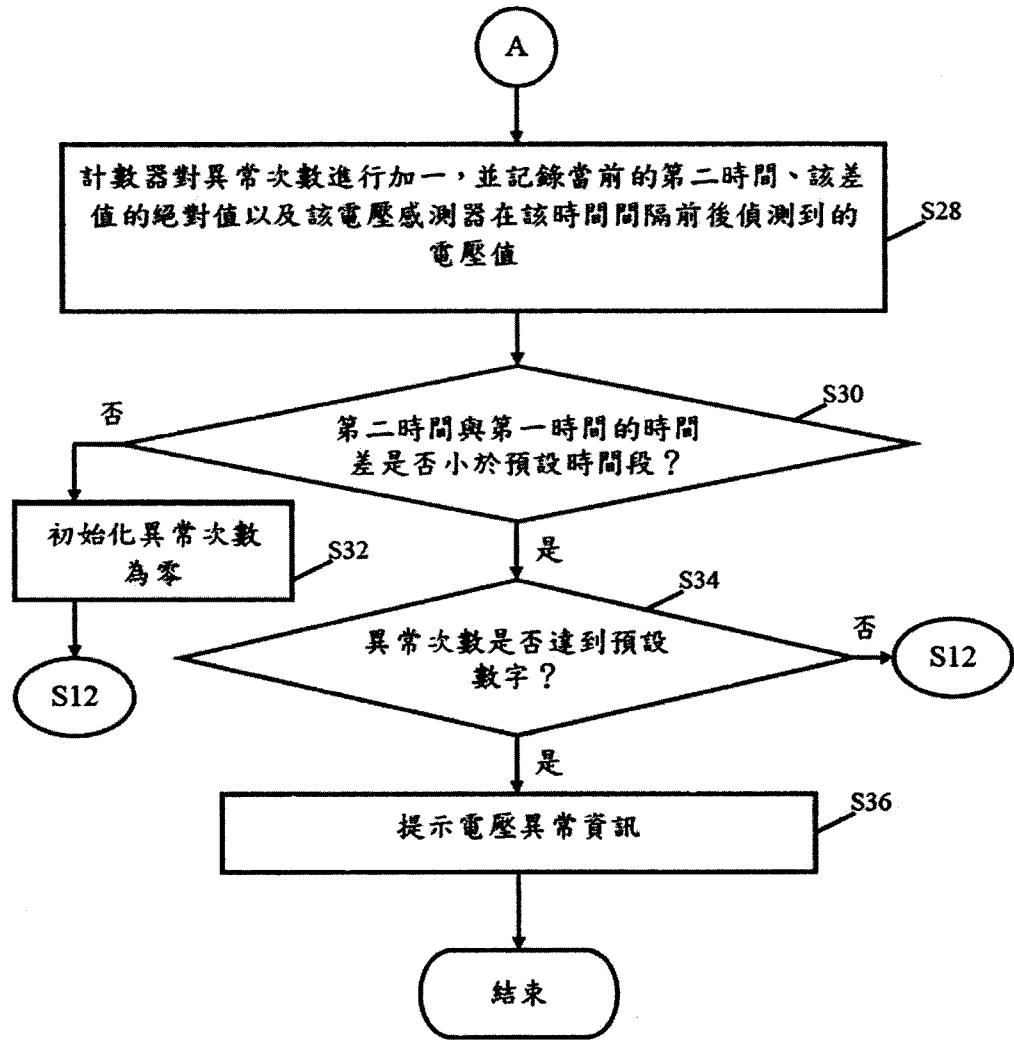 A
計數器對異常次數進行加一，並記錄當前的第二時間、該差
值的絕對值以及該電壓感測器在該時間間隔前後偵測到的
電壓值
S28
S30
否
第二時間與第一時間的時間
差是否小於預設時間段？
初始化異常次數
為零
S32
是
S34
異常次數是否達到預設
數字？
否
S12
S12
是
S36
提示電壓異常資訊
結束